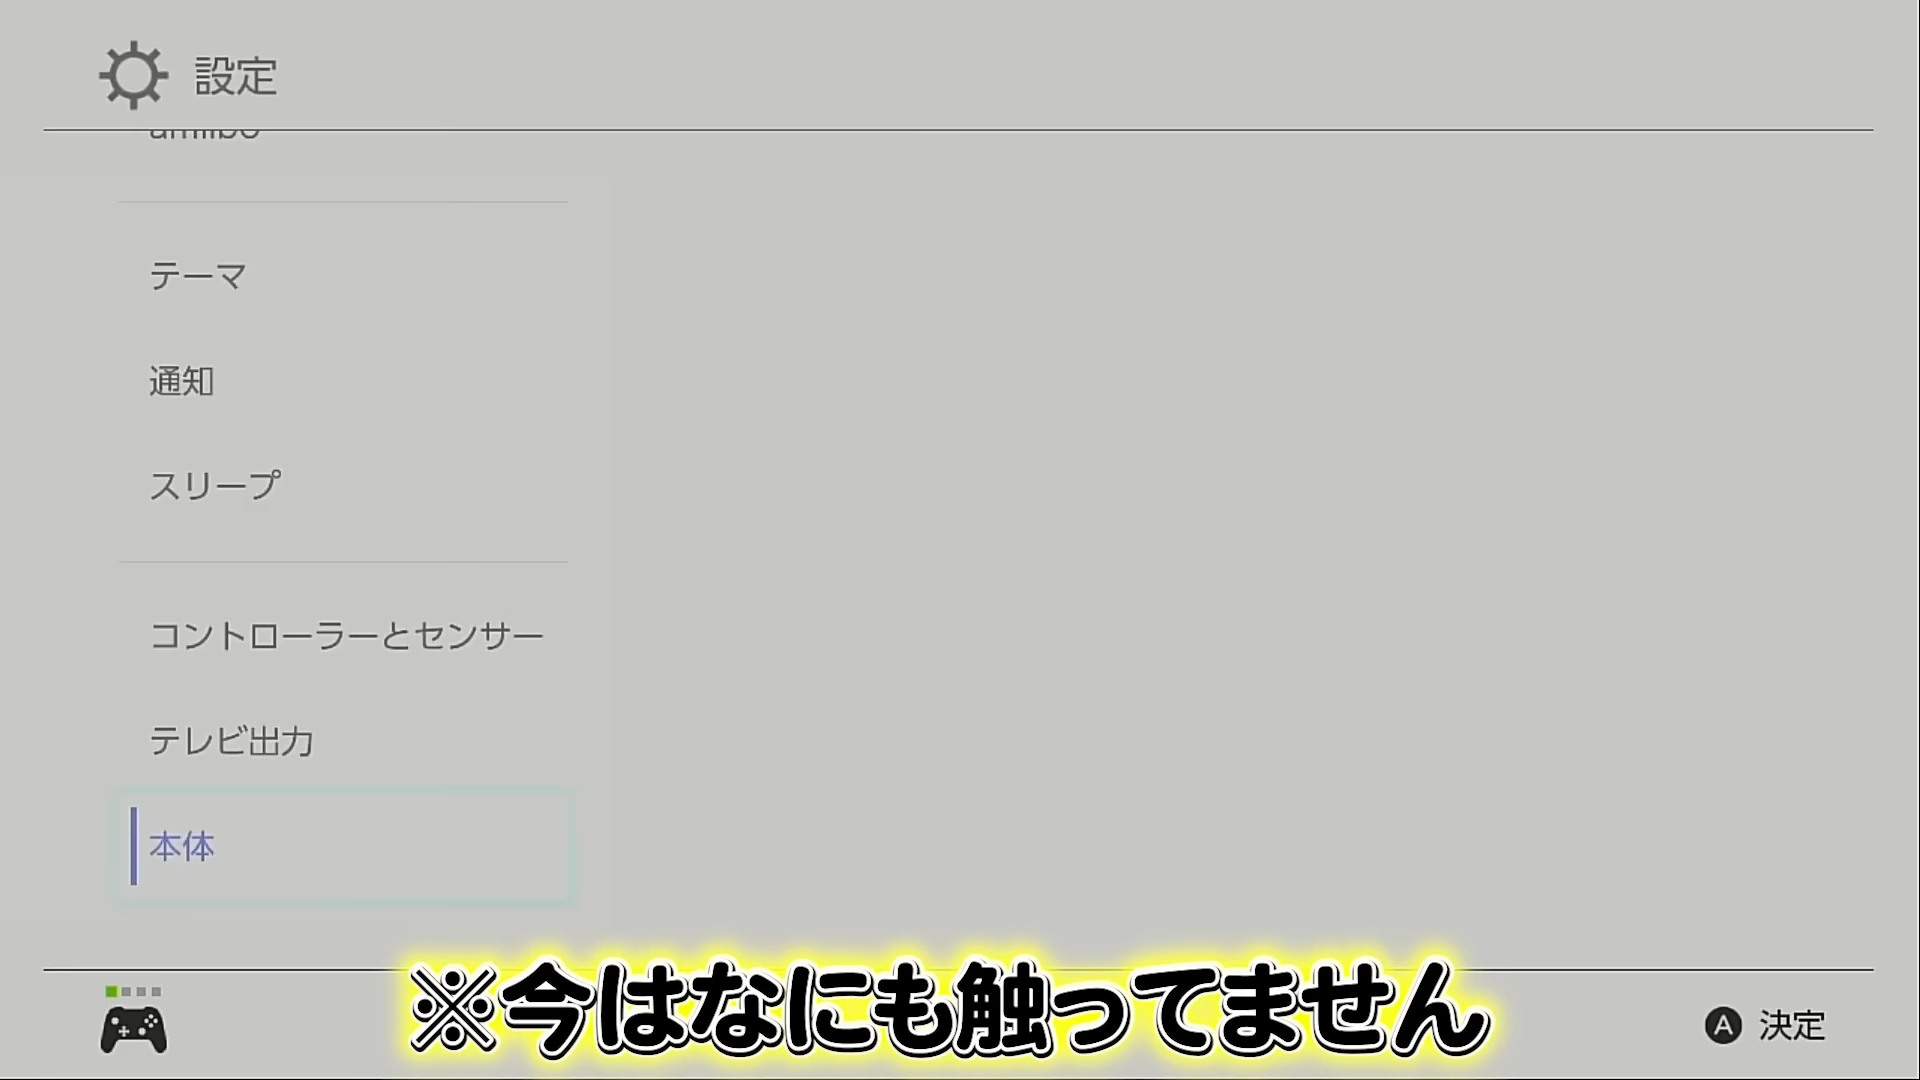 設定
amiibo
テーマ
通知
スリープ
コントローラーとセンサー
テレビ出力
本体
※今はなにも触ってません
A 決定